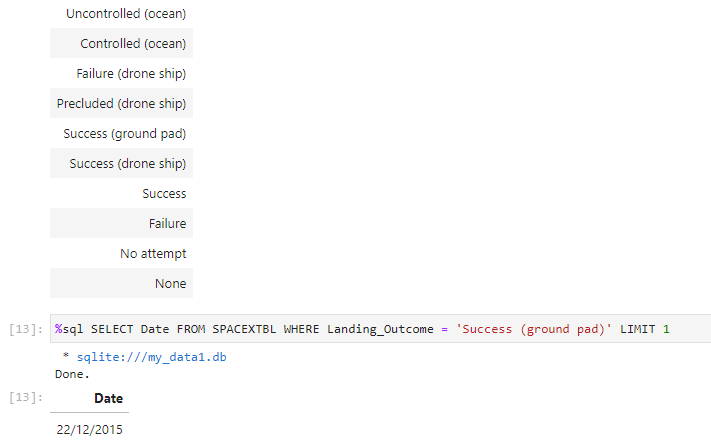 Uncontrolled (ocean)
Controlled (ocean)
Failure (drone ship)
Precluded (drone ship)
Success (ground pad)
Success (drone ship)
Success
Failure
No attempt
None
[13]: %sql SELECT Date FROM SPACEXTBL WHERE Landing_Outcome = 'Success (ground pad)' LIMIT 1
* sqlite:///my_data1.db
Done.
[13]: Date
22/12/2015